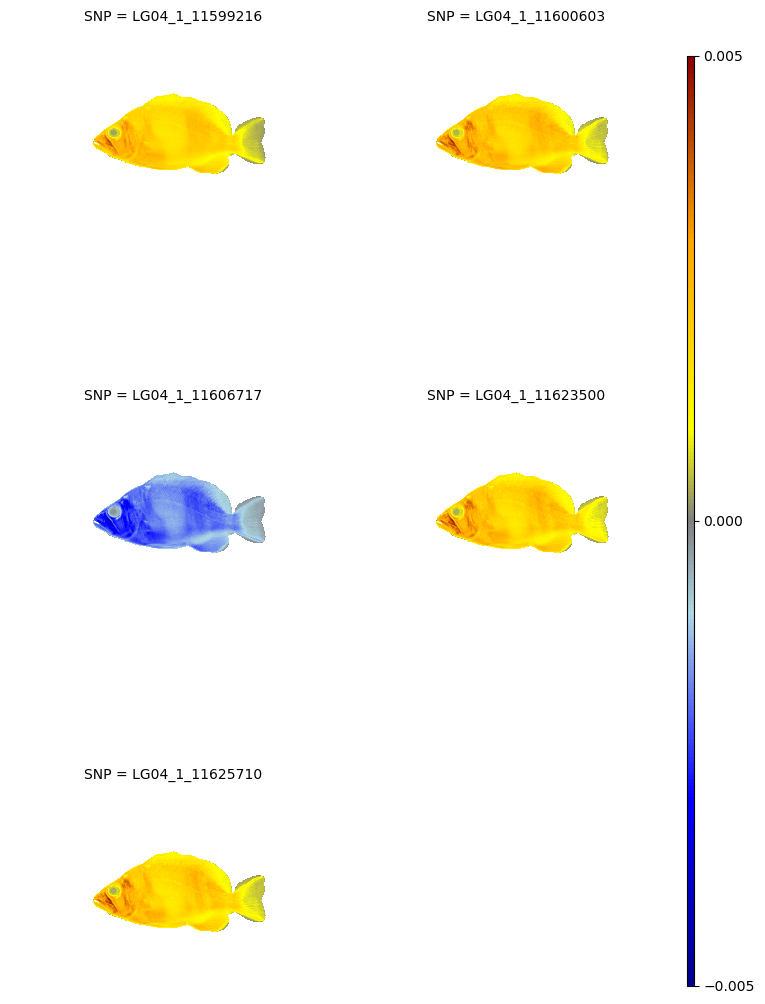 SNP = LG04_1_11599216
SNP = LG04_1_11600603
0.005
SNP = LG04_1_11606717
SNP = LG04_1_11623500
0.000
SNP = LG04_1_11625710
−0.005